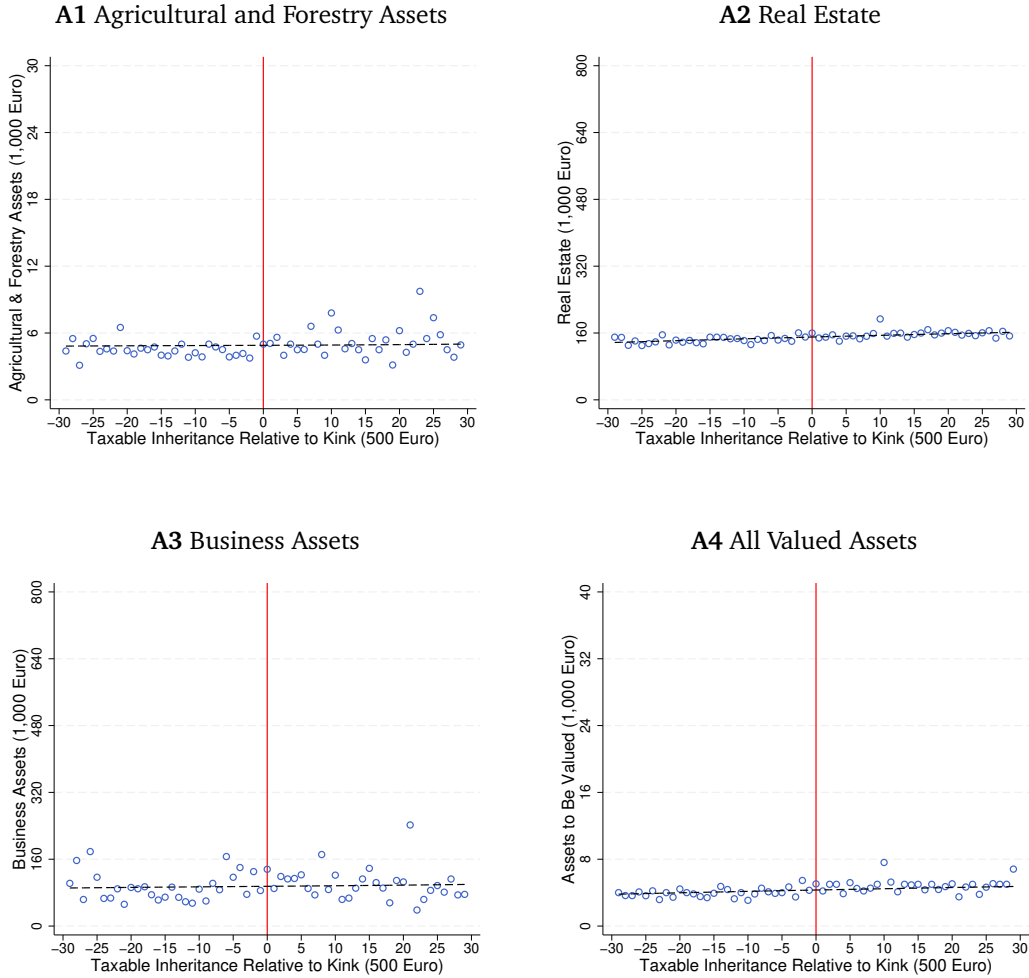 A1 Agricultural and Forestry Assets
Agricultural & Forestry Assets (1,000 Euro)
30
24
18
12
6
0
−30 −25 −20 −15 −10 −5 0 5 10 15 20 25 30
Taxable Inheritance Relative to Kink (500 Euro)
A2 Real Estate
Real Estate (1,000 Euro)
800
640
480
320
160
0
−30 −25 −20 −15 −10 −5 0 5 10 15 20 25 30
Taxable Inheritance Relative to Kink (500 Euro)
A3 Business Assets
Business Assets (1,000 Euro)
800
640
480
320
160
0
−30 −25 −20 −15 −10 −5 0 5 10 15 20 25 30
Taxable Inheritance Relative to Kink (500 Euro)
A4 All Valued Assets
Assets to Be Valued (1,000 Euro)
40
32
24
16
8
0
−30 −25 −20 −15 −10 −5 0 5 10 15 20 25 30
Taxable Inheritance Relative to Kink (500 Euro)